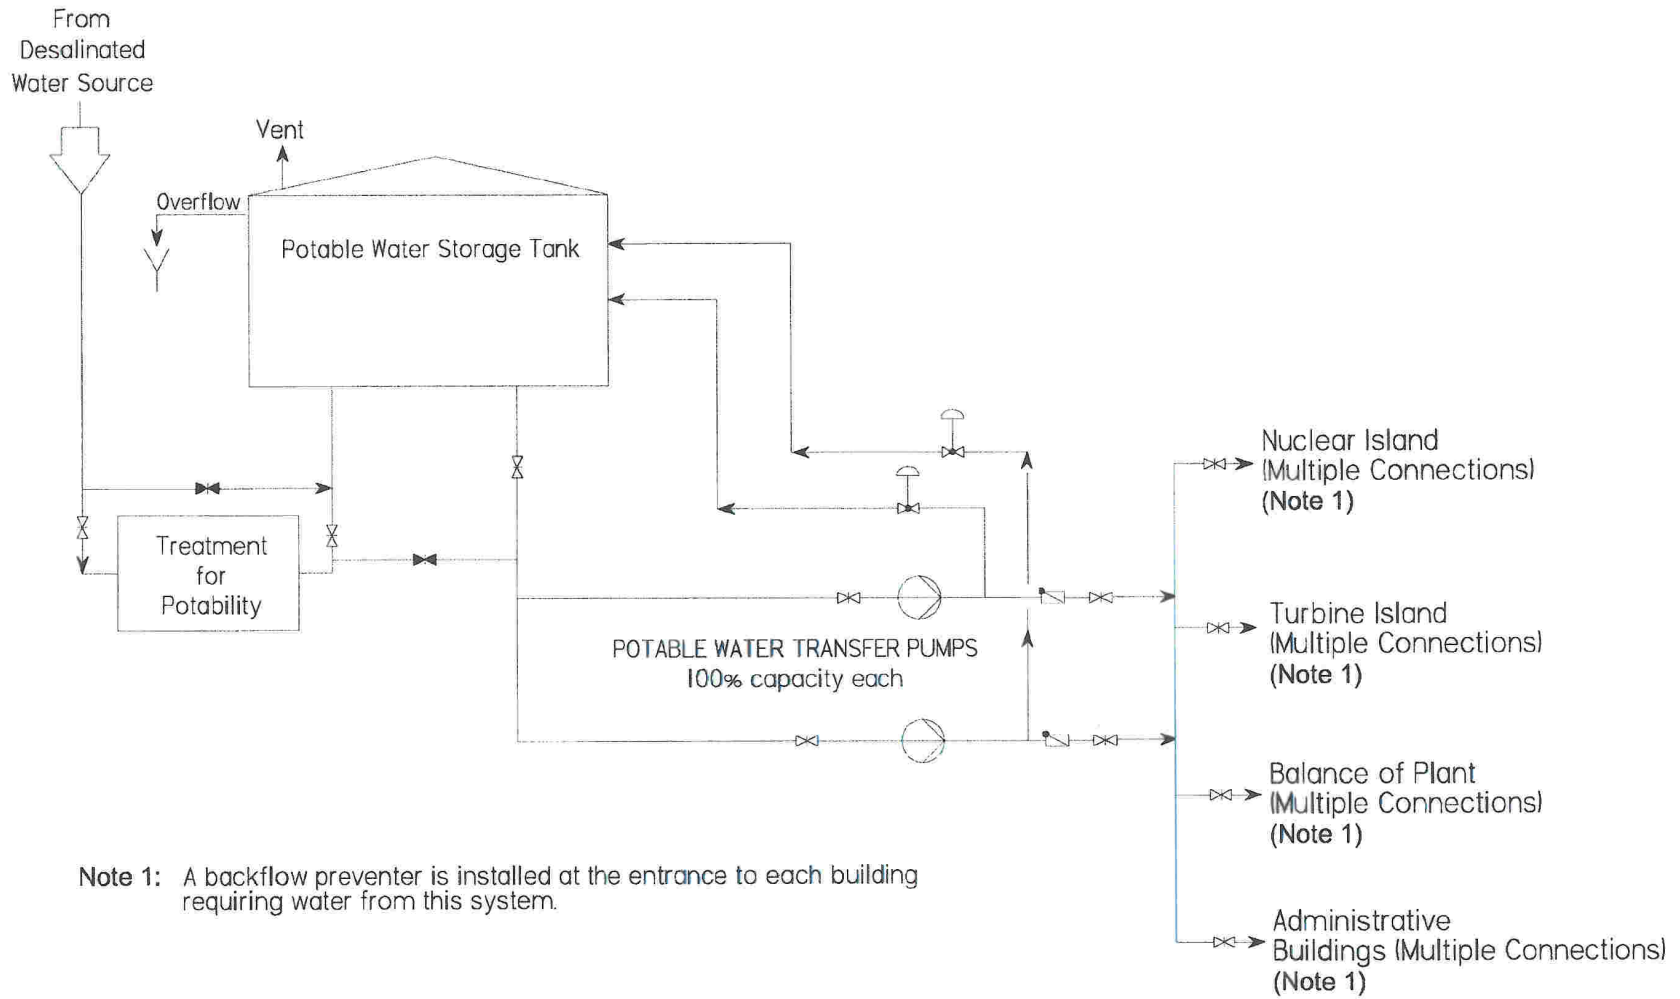 From
Desalinated
Water Source
Vent
Overflow
Potable Water Storage Tank
Treatment
for
Potability
POTABLE WATER TRANSFER PUMPS
100% capacity each
Nuclear Island
(Multiple Connections)
(Note 1)
Turbine Island
(Multiple Connections)
(Note 1)
Balance of Plant
(Multiple Connections)
(Note 1)
Administrative
Buildings (Multiple Connections)
(Note 1)
Note 1: A backflow preventer is installed at the entrance to each building
requiring water from this system.